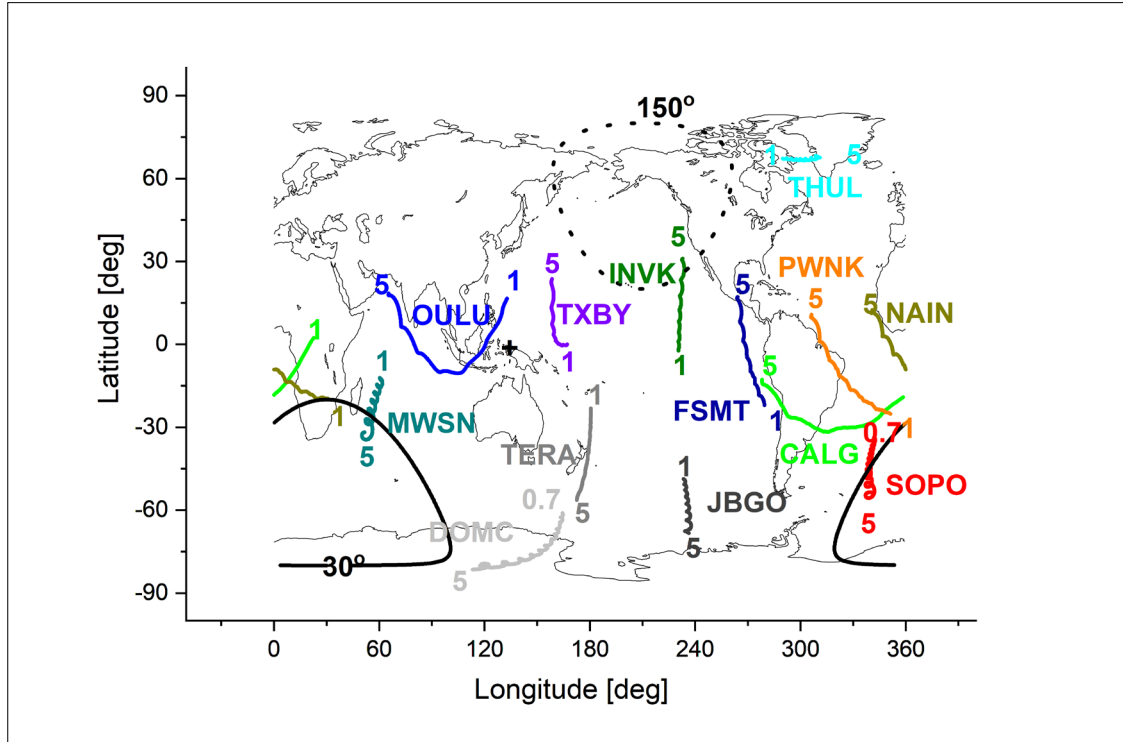 90
60
30
0
-30
-60
-90
Latitude [deg]
150o
1
5
THUL
5
INVK
PWNK
5
1
5
5
5
5
NAIN
OULU
TXBY
1
1
1
5
1
MWSN
FSMT
1
1
CALG
0.7
1
5
TERA
1
JBGO
SOPO
0.7
5
5
DOMC
5
5
30o
0
60
120
180
240
300
360
Longitude [deg]